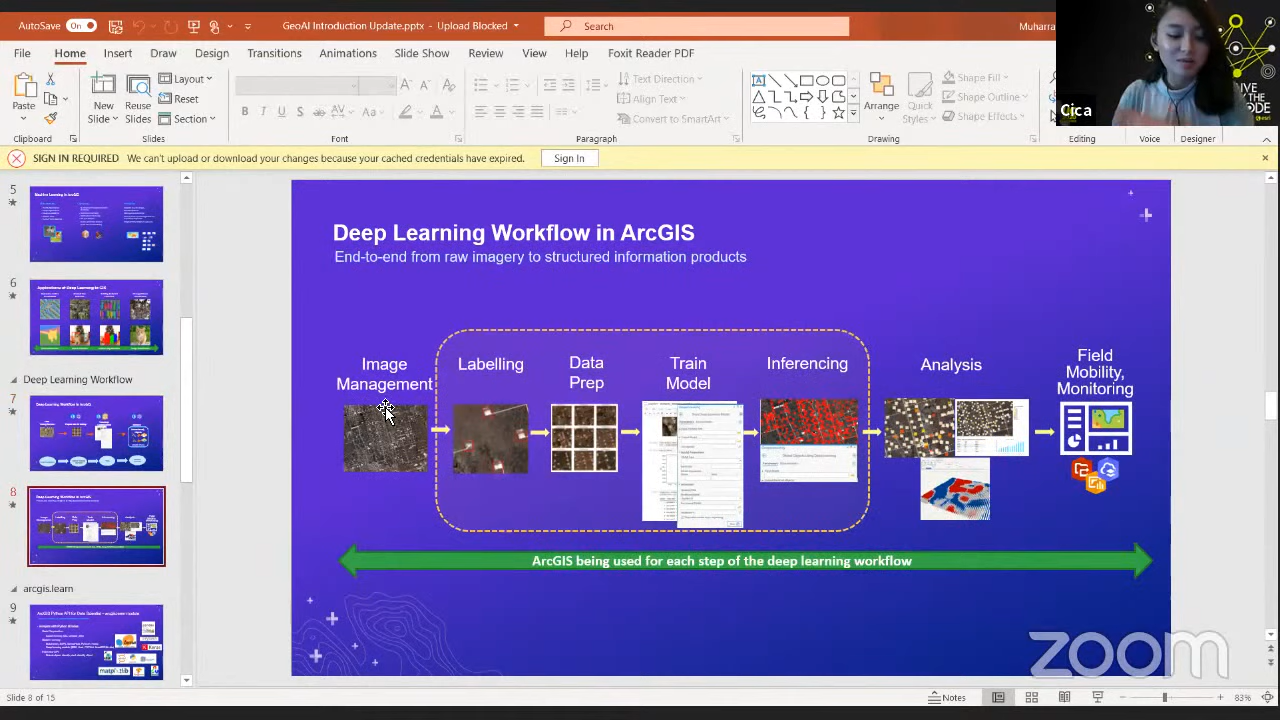 AutoSave On GeoAI Introduction Update.pptx - Upload Blocked Search Muharra
File Home Insert Draw Design Transitions Animations Slide Show Review View Help Foxit Reader PDF
Paste New Slide Reuse Slides Layout Reset Section
Text Direction Align Text Convert to SmartArt
Arrange Quick Styles Shape Fill Shape Outline Shape Effects
Clipboard Slides Font Paragraph Drawing Editing Voice Designer
Cica
SIGN IN REQUIRED We can't upload or download your changes because your cached credentials have expired. Sign In
5
6
Deep Learning Workflow
7
8
arcgis.learn
9
Deep Learning Workflow in ArcGIS
End-to-end from raw imagery to structured information products
Image Management
Labelling
Data Prep
Train Model
Inferencing
Analysis
Field Mobility, Monitoring
ArcGIS being used for each step of the deep learning workflow
zoom
Slide 8 of 15 Notes 83%